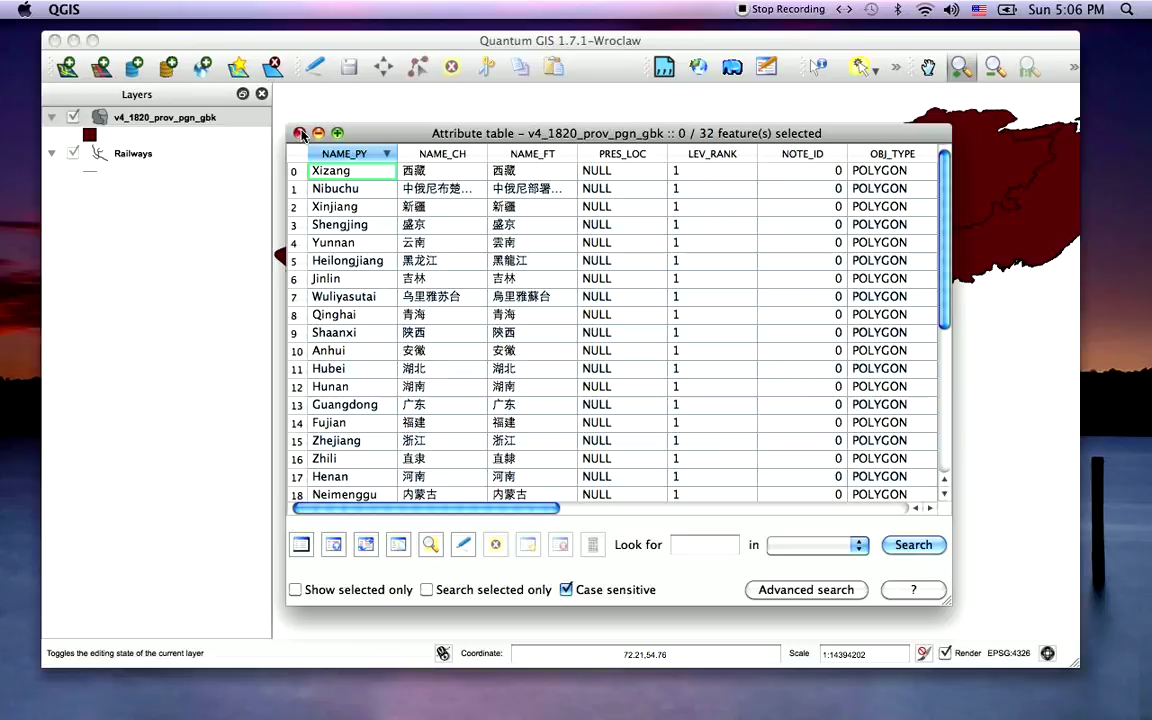 QGIS Stop Recording Sun 5:06 PM
Quantum GIS 1.7.1-Wroclaw
Layers
v4_1820_prov_pgn_gbk
Railways
Attribute table - v4_1820_prov_pgn_gbk :: 0 / 32 feature(s) selected
NAME_PY NAME_CH NAME_FT PRES_LOC LEV_RANK NOTE_ID OBJ_TYPE
0 Xizang 西藏 西藏 NULL 1 0 POLYGON
1 Nibuchu 中俄尼布楚... 中俄尼部署... NULL 1 0 POLYGON
2 Xinjiang 新疆 新疆 NULL 1 0 POLYGON
3 Shengjing 盛京 盛京 NULL 1 0 POLYGON
4 Yunnan 云南 雲南 NULL 1 0 POLYGON
5 Heilongjiang 黑龙江 黑龍江 NULL 1 0 POLYGON
6 Jinlin 吉林 吉林 NULL 1 0 POLYGON
7 Wuliyasutai 乌里雅苏台 烏里雅蘇台 NULL 1 0 POLYGON
8 Qinghai 青海 青海 NULL 1 0 POLYGON
9 Shaanxi 陕西 陝西 NULL 1 0 POLYGON
10 Anhui 安徽 安徽 NULL 1 0 POLYGON
11 Hubei 湖北 湖北 NULL 1 0 POLYGON
12 Hunan 湖南 湖南 NULL 1 0 POLYGON
13 Guangdong 广东 广东 NULL 1 0 POLYGON
14 Fujian 福建 福建 NULL 1 0 POLYGON
15 Zhejiang 浙江 浙江 NULL 1 0 POLYGON
16 Zhili 直隶 直隸 NULL 1 0 POLYGON
17 Henan 河南 河南 NULL 1 0 POLYGON
18 Neimenggu 内蒙古 内蒙古 NULL 1 0 POLYGON
Look for in Search
Show selected only Search selected only Case sensitive Advanced search ?
Toggles the editing state of the current layer Coordinate: 72.21,54.76 Scale 1:14394202 Render EPSG:4326